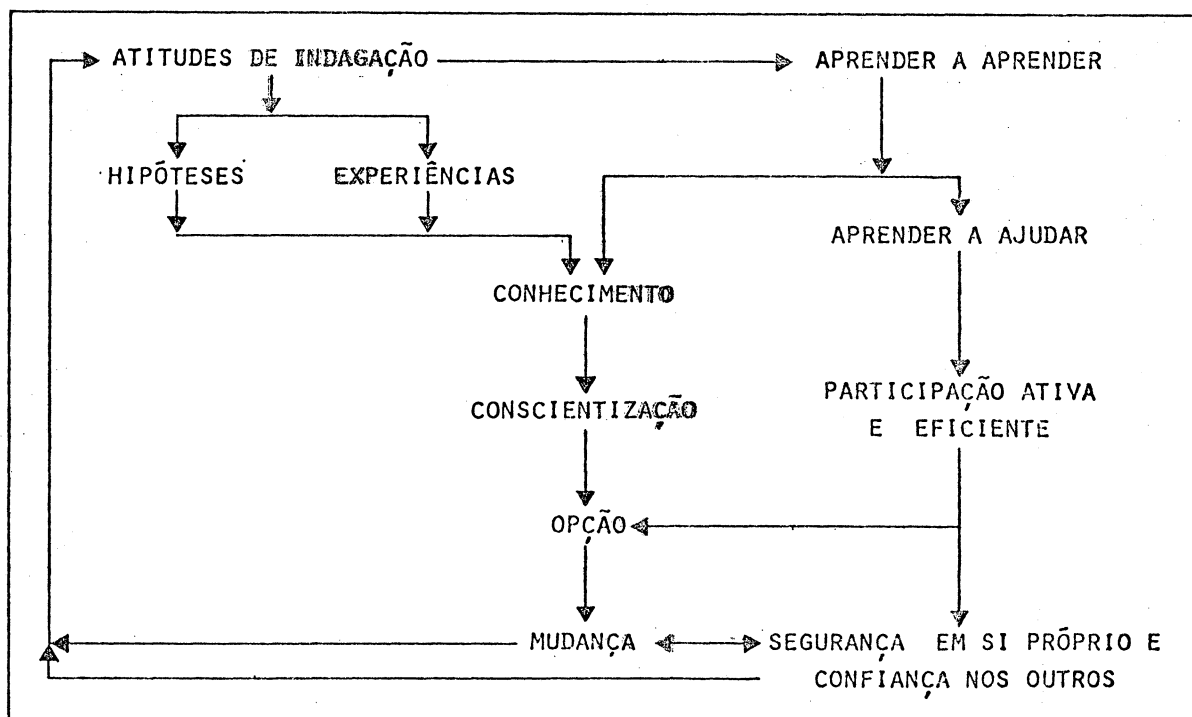 ATITUDES DE INDAGAÇÃO
APRENDER A APRENDER
HIPÓTESES
EXPERIÊNCIAS
APRENDER A AJUDAR
CONHECIMENTO
CONSCIENTIZAÇÃO
PARTICIPAÇÃO ATIVA
E EFICIENTE
OPÇÃO
MUDANÇA
SEGURANÇA EM SI PRÓPRIO E
CONFIANÇA NOS OUTROS